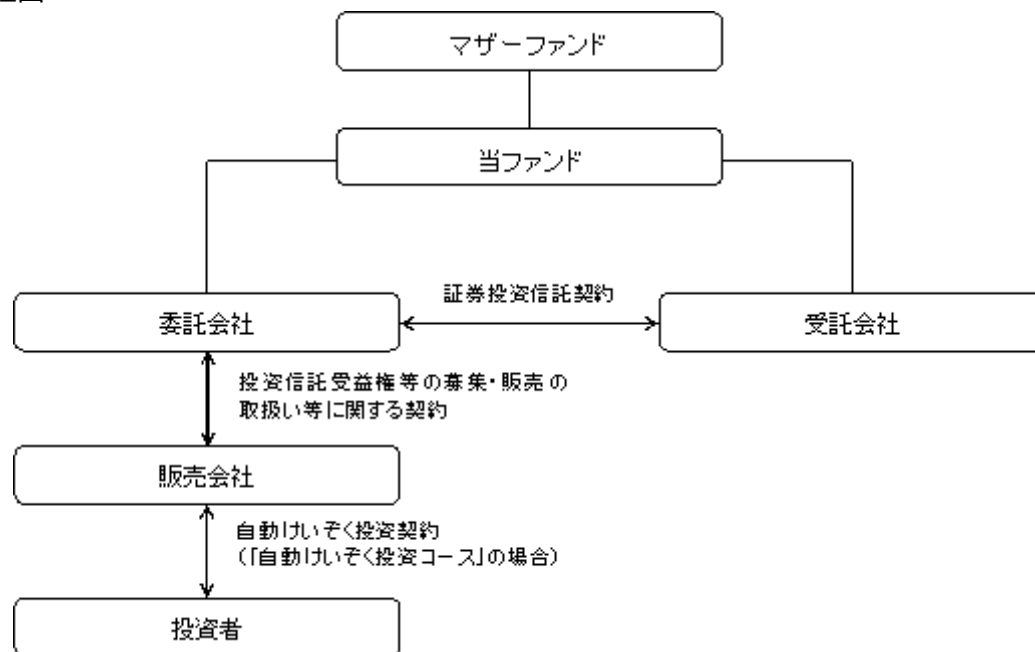 マザーファンド
当ファンド
証券投資信託契約
委託会社
受託会社
投資信託受益権等の募集・販売の
取扱い等に関する契約
販売会社
自動けいぞく投資契約
(「自動けいぞく投資コース」の場合)
投資者